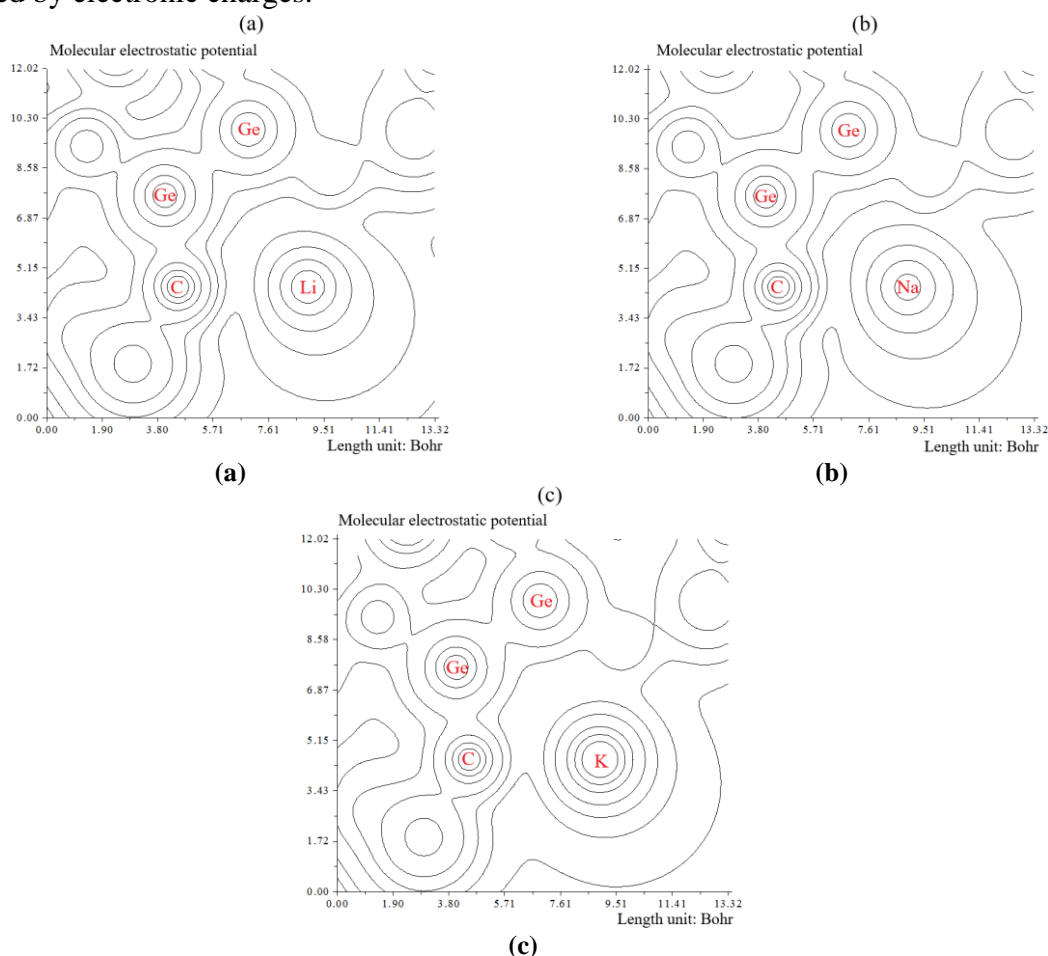 ed by electronic charges.
(a)
Molecular electrostatic potential
12.02
10.30
8.58
6.87
5.15
3.43
1.72
0.00
Ge
Ge
C
Li
0.00 1.90 3.80 5.71 7.61 9.51 11.41 13.32
Length unit: Bohr
(a)
(b)
Molecular electrostatic potential
12.02
10.30
8.58
6.87
5.15
3.43
1.72
0.00
Ge
Ge
C
Na
0.00 1.90 3.80 5.71 7.61 9.51 11.41 13.32
Length unit: Bohr
(b)
(c)
Molecular electrostatic potential
12.02
10.30
8.58
6.87
5.15
3.43
1.72
0.00
Ge
Ge
C
K
0.00 1.90 3.80 5.71 7.61 9.51 11.41 13.32
Length unit: Bohr
(c)